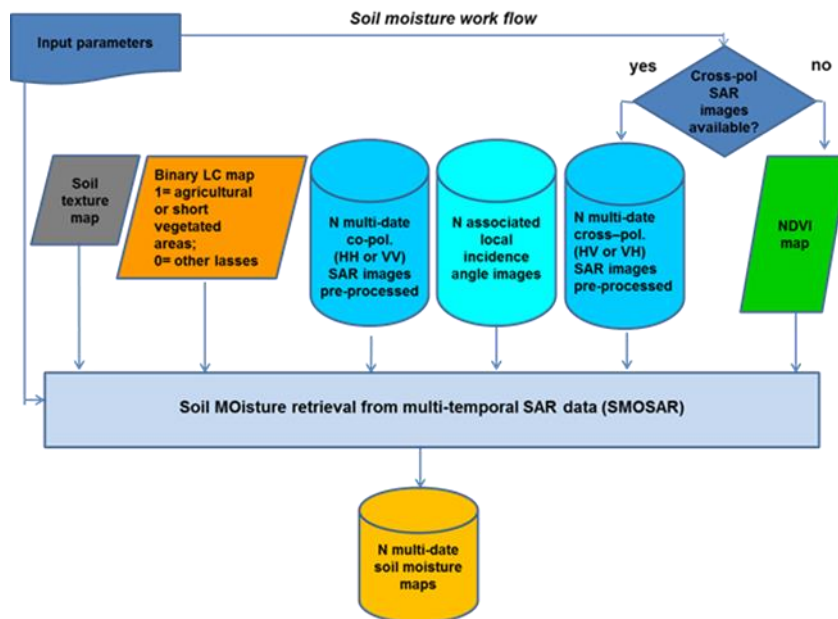 Soil moisture work flow
Input parameters
yes
no
Cross-pol
SAR
images
available?
Soil
texture
map
Binary LC map
1= agricultural
or short
vegetated
areas;
0= other lasses
N multi-date
co-pol.
(HH or VV)
SAR images
pre-processed
N associated
local
incidence
angle images
N multi-date
cross–pol.
(HV or VH)
SAR images
pre-processed
NDVI
map
Soil MOisture retrieval from multi-temporal SAR data (SMOSAR)
N multi-date
soil moisture
maps